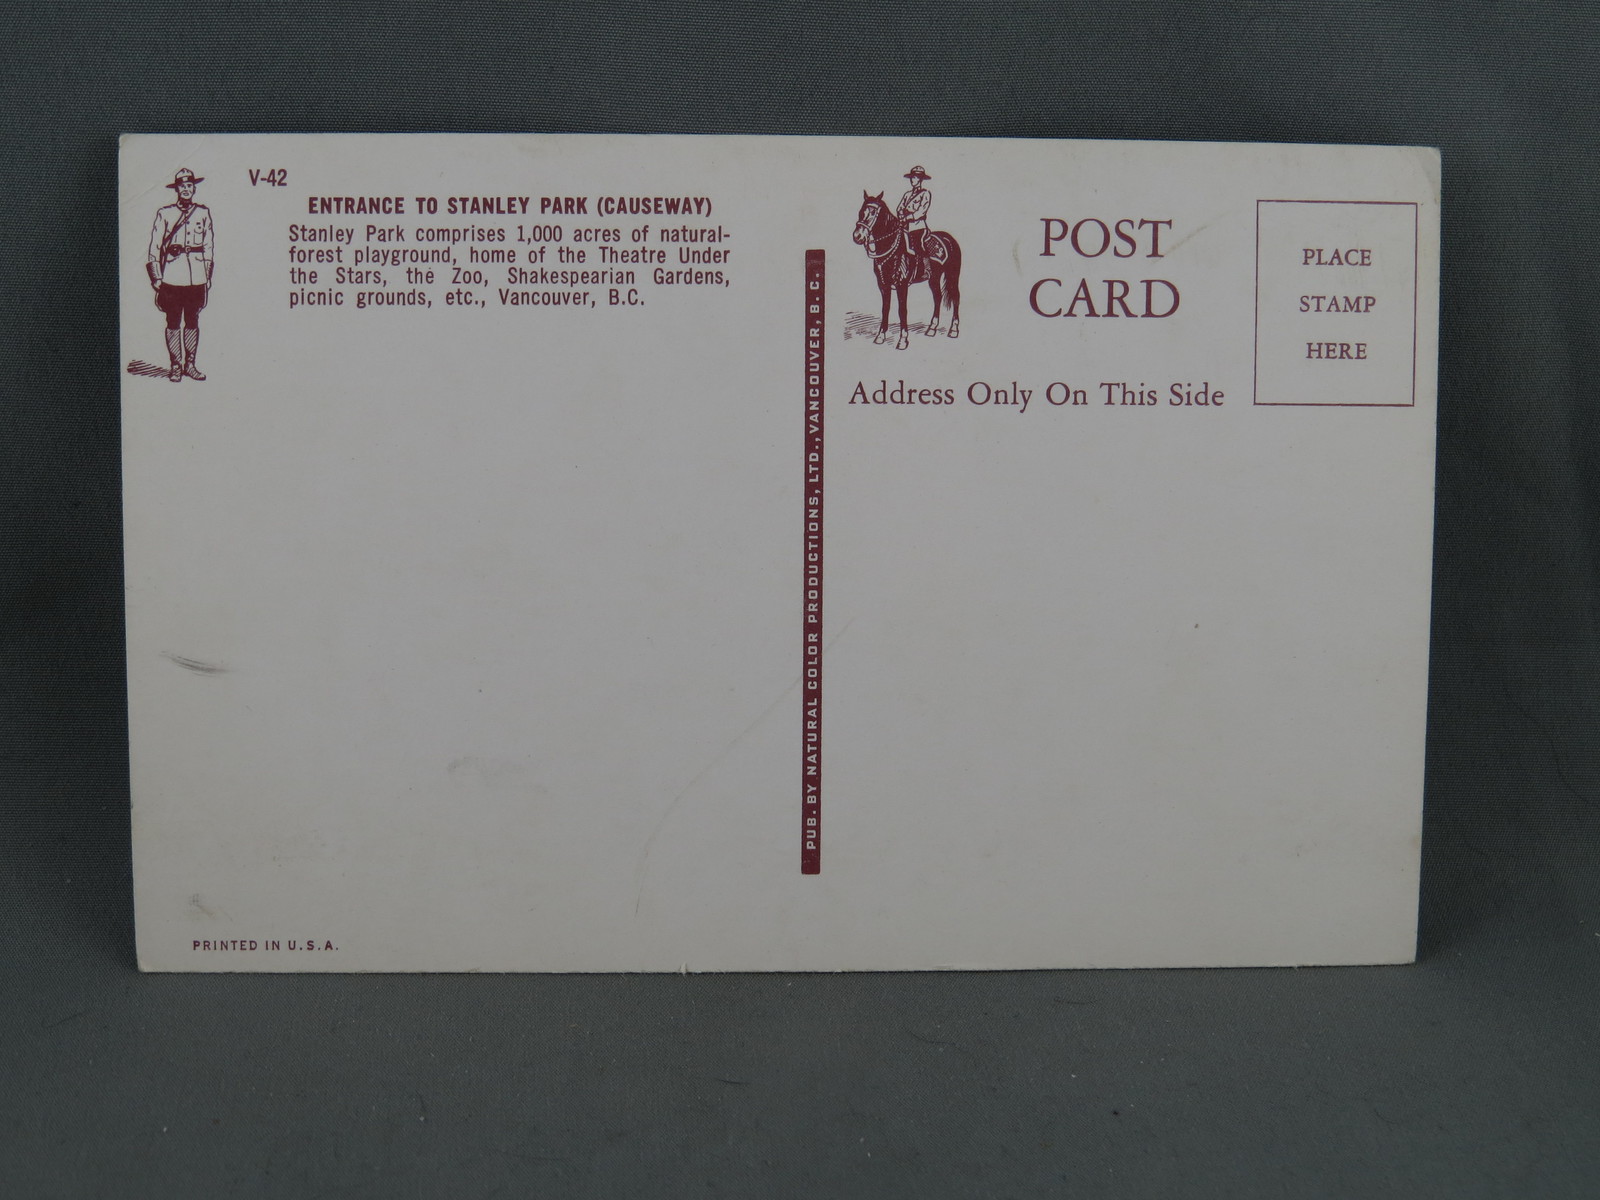 V-42
ENTRANCE TO STANLEY PARK (CAUSEWAY)
Stanley Park comprises 1,000 acres of natural-
forest playground, home of the Theatre Under
the Stars, the Zoo, Shakespearian Gardens,
picnic grounds, etc., Vancouver, B.C.
PRINTED IN U.S.A.
PUB. BY NATURAL COLOR PRODUCTIONS, LTD., VANCOUVER, B.C.
POST
CARD
Address Only On This Side
PLACE
STAMP
HERE